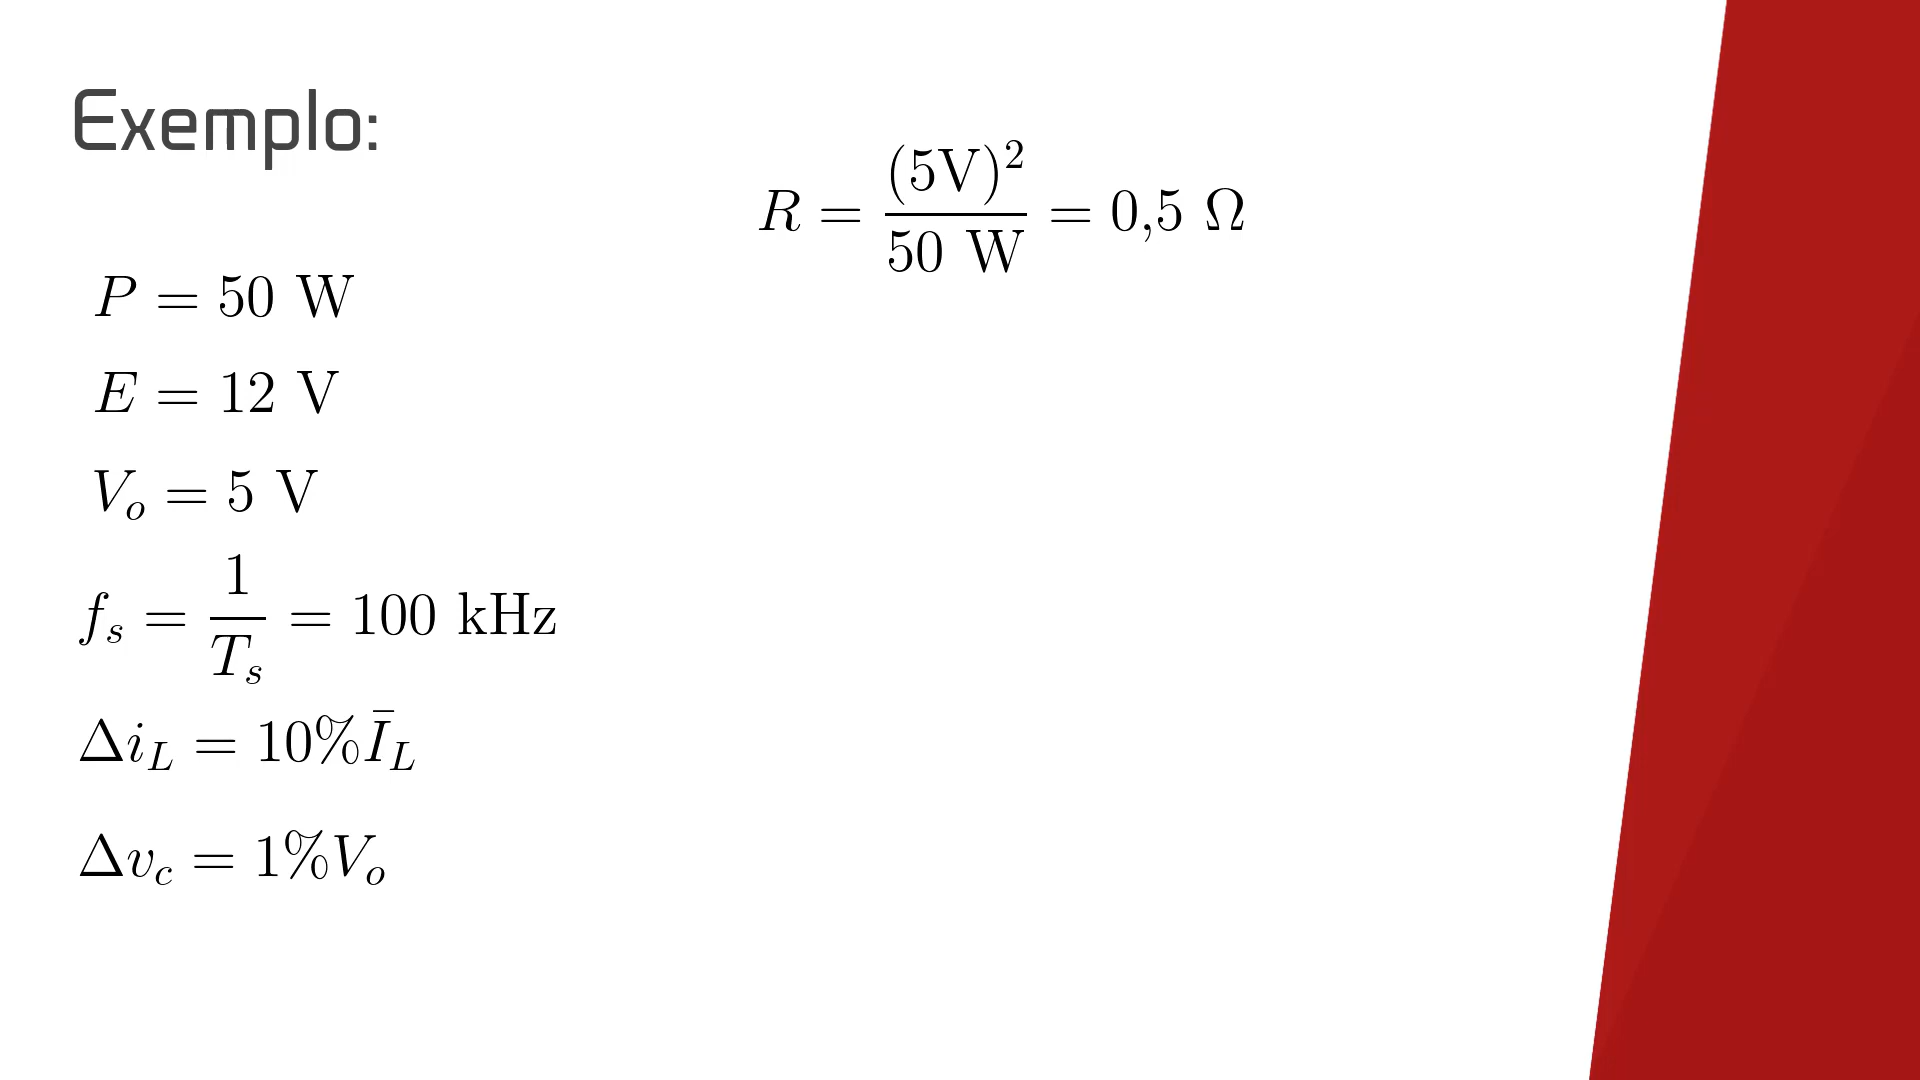 Exemplo:
P = 50 W
E = 12 V
V_o = 5 V
f_s = 1/T_s = 100 kHz
Δi_L = 10%Ī_L
Δv_c = 1%V_o
R = (5V)²/50 W = 0,5 Ω